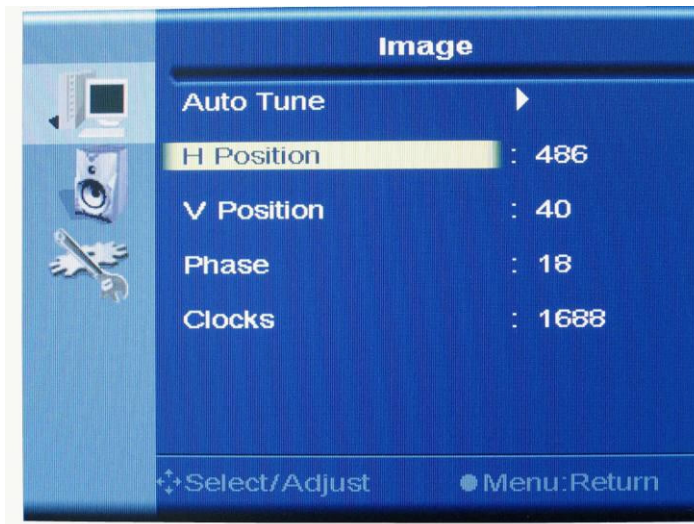 Image
Auto Tune
H Position : 486
V Position : 40
Phase : 18
Clocks : 1688
Select/Adjust Menu:Return